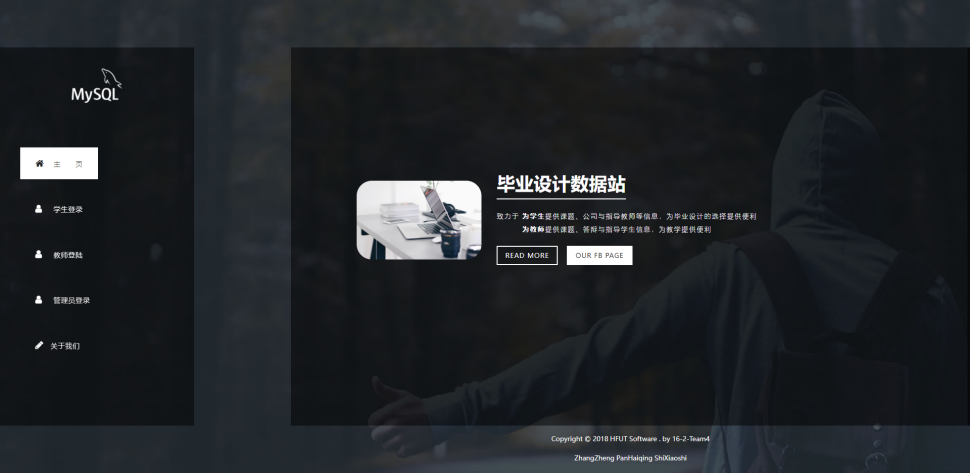 MySQL
主 页
学生登录
教师登陆
管理员登录
关于我们
毕业设计数据站
致力于 为学生提供课题、公司与指导教师等信息，为毕业设计的选择提供便利
为教师提供课题、答辩与指导学生信息，为教学提供便利
READ MORE
OUR FB PAGE
Copyright © 2018 HFUT Software . by 16-2-Team4
ZhangZheng PanHaiqing ShiXiaoshi